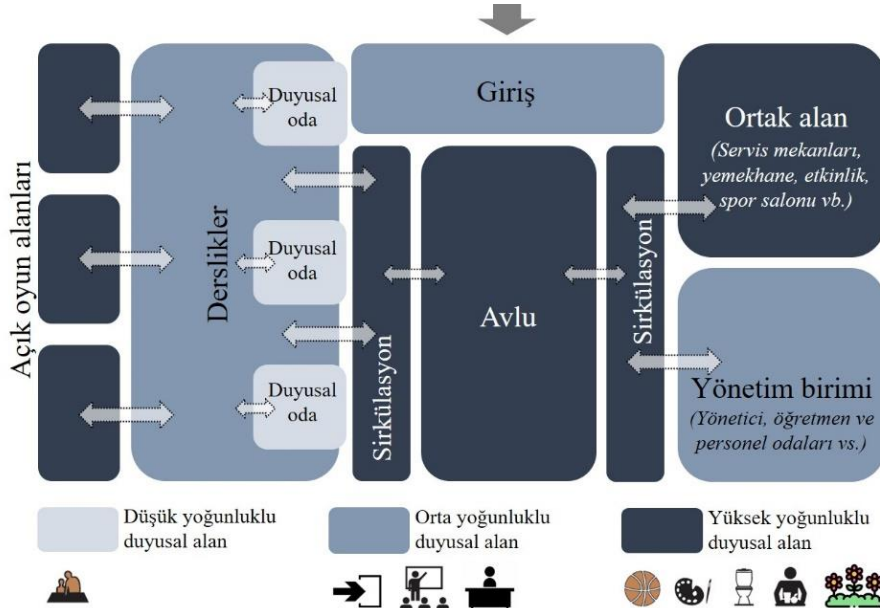 Açık oyun alanları
Derslikler
Duyusal
oda
Duyusal
oda
Duyusal
oda
Giriş
Sirkülasyon
Avlu
Sirkülasyon
Ortak alan
(Servis mekanları,
yemekhane, etkinlik,
spor salonu vb.)
Yönetim birimi
(Yönetici, öğretmen ve
personel odaları vs.)
Düşük yoğunluklu
duyusal alan
Orta yoğunluklu
duyusal alan
Yüksek yoğunluklu
duyusal alan